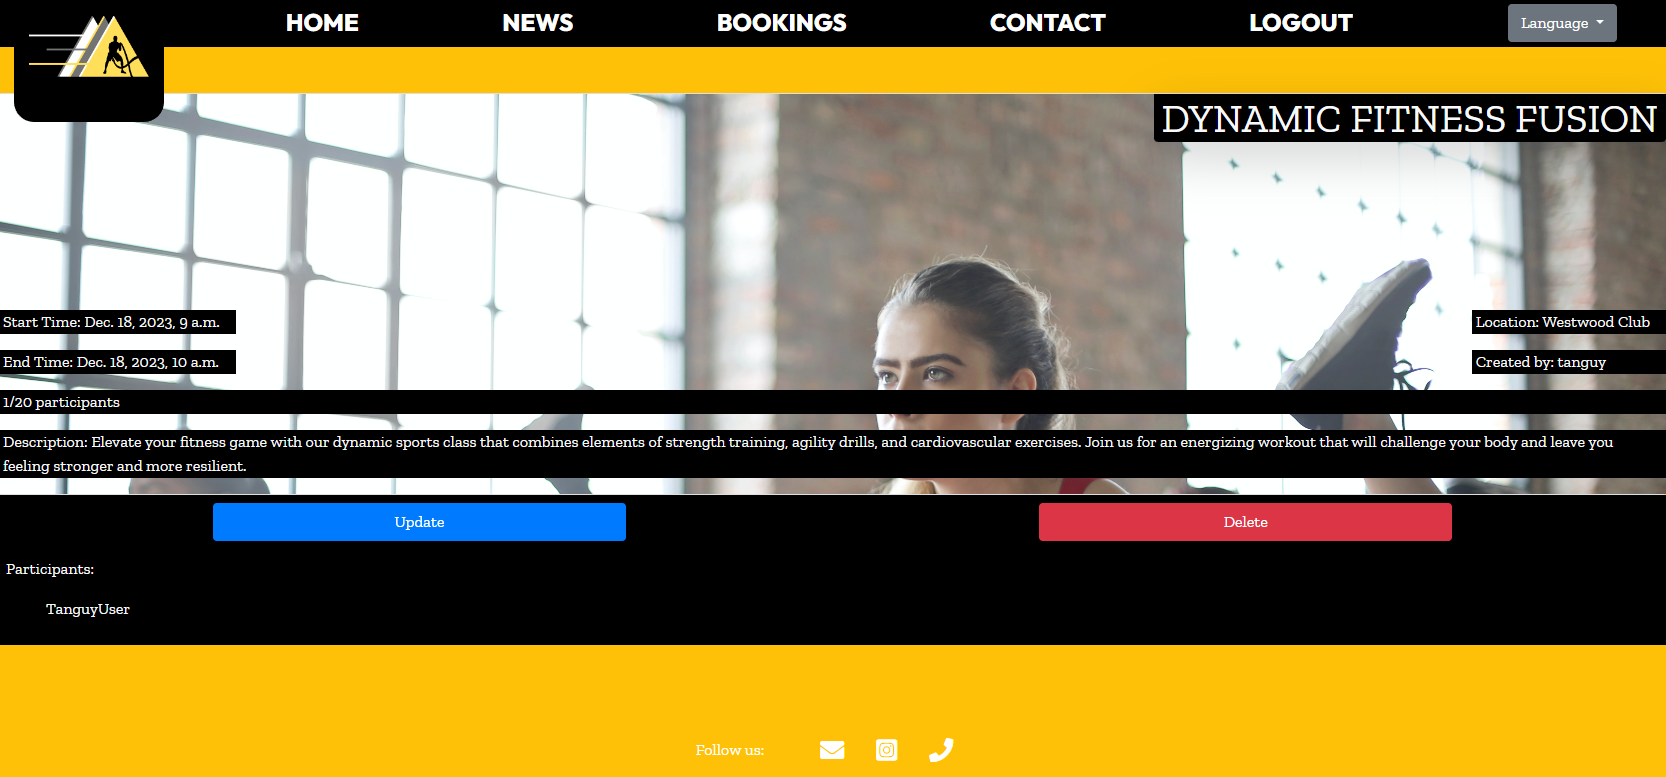 HOME NEWS BOOKINGS CONTACT LOGOUT Language
DYNAMIC FITNESS FUSION
Start Time: Dec. 18, 2023, 9 a.m.
Location: Westwood Club
End Time: Dec. 18, 2023, 10 a.m.
Created by: tanguy
1/20 participants
Description: Elevate your fitness game with our dynamic sports class that combines elements of strength training, agility drills, and cardiovascular exercises. Join us for an energizing workout that will challenge your body and leave you
feeling stronger and more resilient.
Update Delete
Participants:
TanguyUser
Follow us: